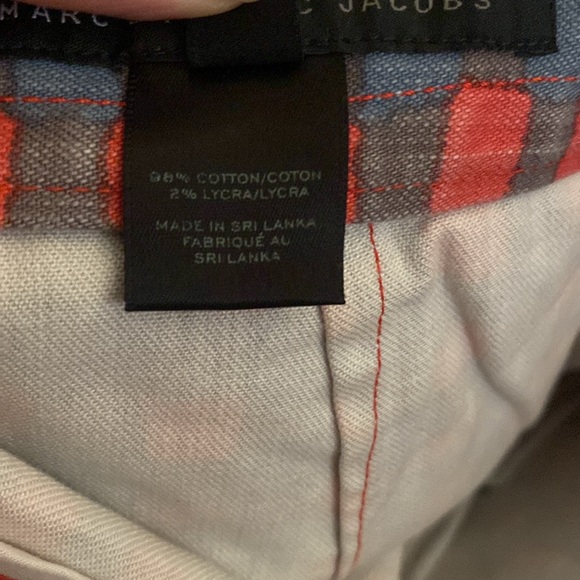 MARC JACOBS
98% COTTON/COTON
2% LYCRA/LYCRA
MADE IN SRI LANKA
FABRIQUÉ AU
SRI LANKA